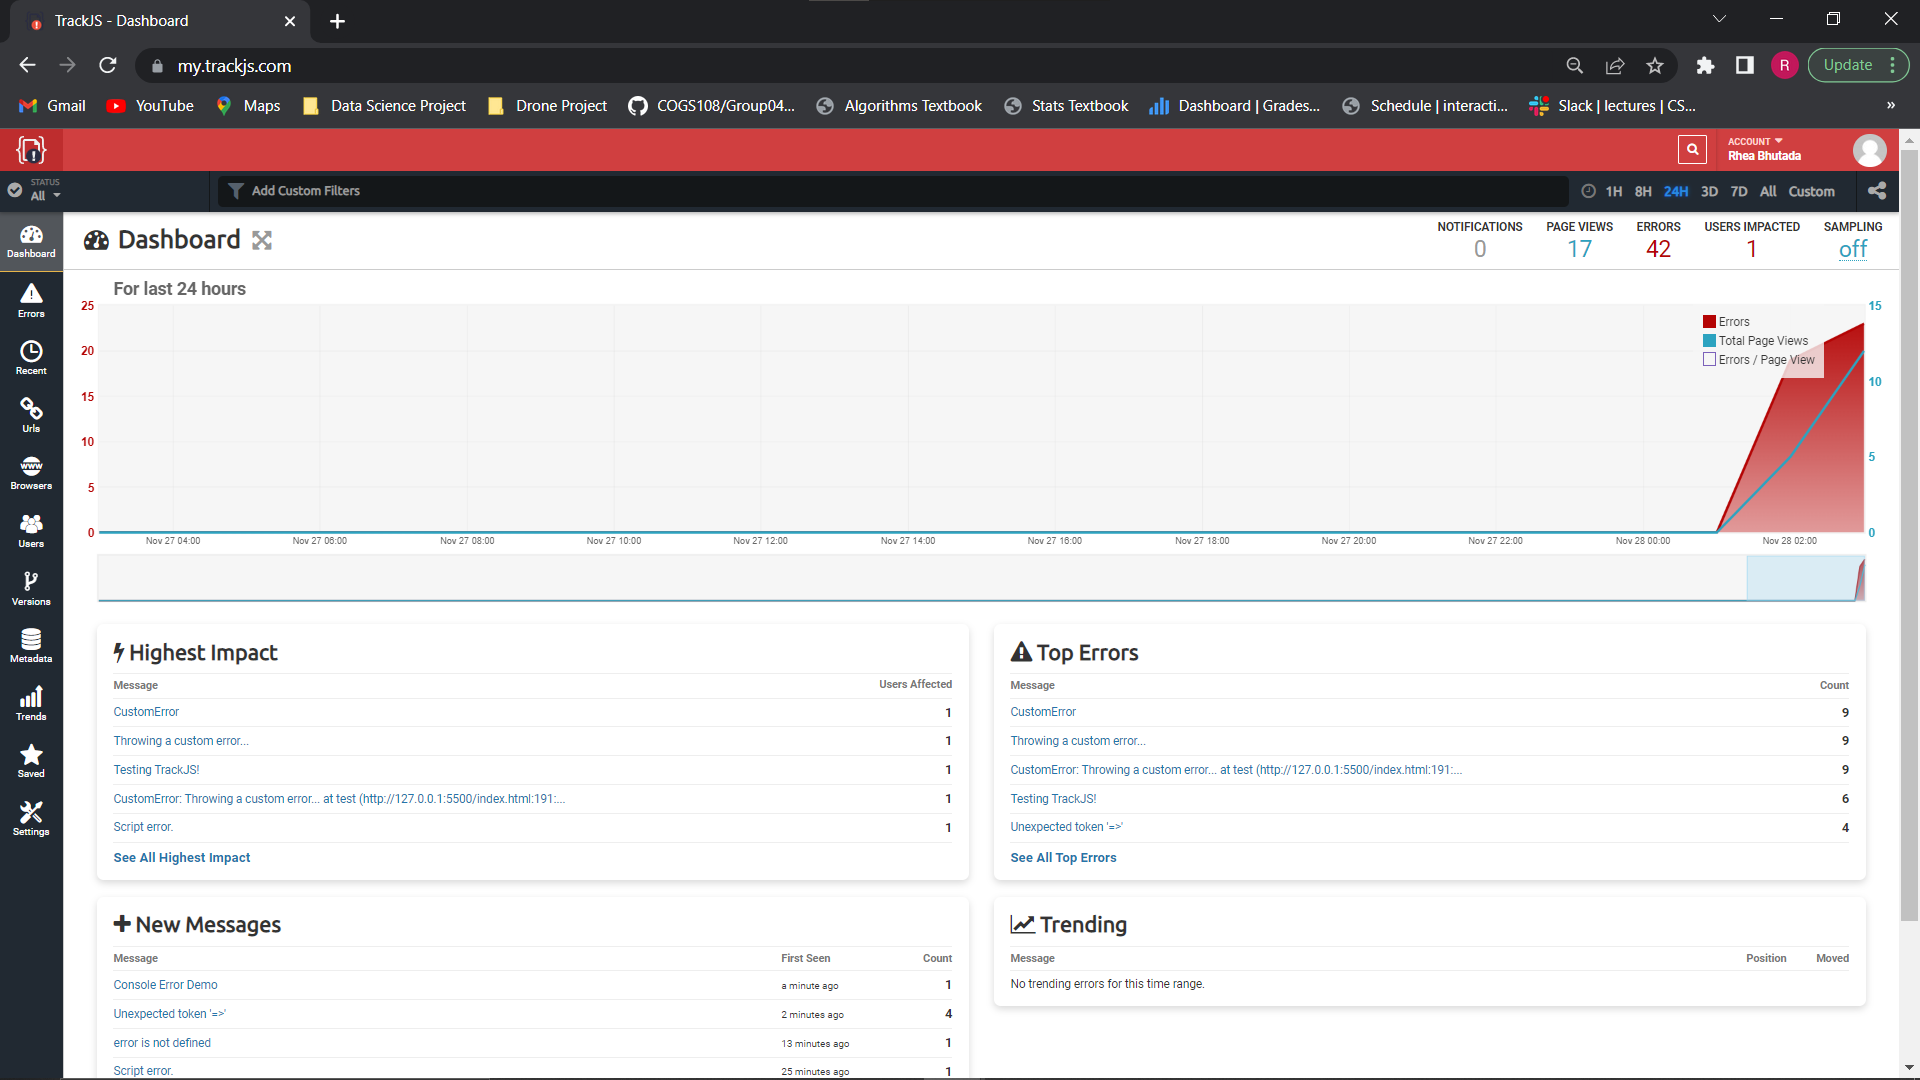 TrackJS - Dashboard
my.trackjs.com
R
Update
Gmail
YouTube
Maps
Data Science Project
Drone Project
COGS108/Group04...
Algorithms Textbook
Stats Textbook
Dashboard | Grades...
Schedule | interacti...
Slack | lectures | CS...
»
ACCOUNT
Rhea Bhutada
STATUS
All
Add Custom Filters
1H 8H 24H 3D 7D All Custom
Dashboard
Errors
Recent
Urls
Browsers
Users
Versions
Metadata
Trends
Saved
Settings
Dashboard
NOTIFICATIONS
0
PAGE VIEWS
17
ERRORS
42
USERS IMPACTED
1
SAMPLING
off
For last 24 hours
25
20
15
10
5
0
15
10
5
0
Errors
Total Page Views
Errors / Page View
Nov 27 04:00 Nov 27 06:00 Nov 27 08:00 Nov 27 10:00 Nov 27 12:00 Nov 27 14:00 Nov 27 16:00 Nov 27 18:00 Nov 27 20:00 Nov 27 22:00 Nov 28 00:00 Nov 28 02:00
Highest Impact
Message Users Affected
CustomError 1
Throwing a custom error... 1
Testing TrackJS! 1
CustomError: Throwing a custom error... at test (http://127.0.0.1:5500/index.html:191:... 1
Script error. 1
See All Highest Impact
Top Errors
Message Count
CustomError 9
Throwing a custom error... 9
CustomError: Throwing a custom error... at test (http://127.0.0.1:5500/index.html:191:... 9
Testing TrackJS! 6
Unexpected token '=>' 4
See All Top Errors
New Messages
Message First Seen Count
Console Error Demo a minute ago 1
Unexpected token '=>' 2 minutes ago 4
error is not defined 13 minutes ago 1
Script error. 25 minutes ago 1
Trending
Message Position Moved
No trending errors for this time range.